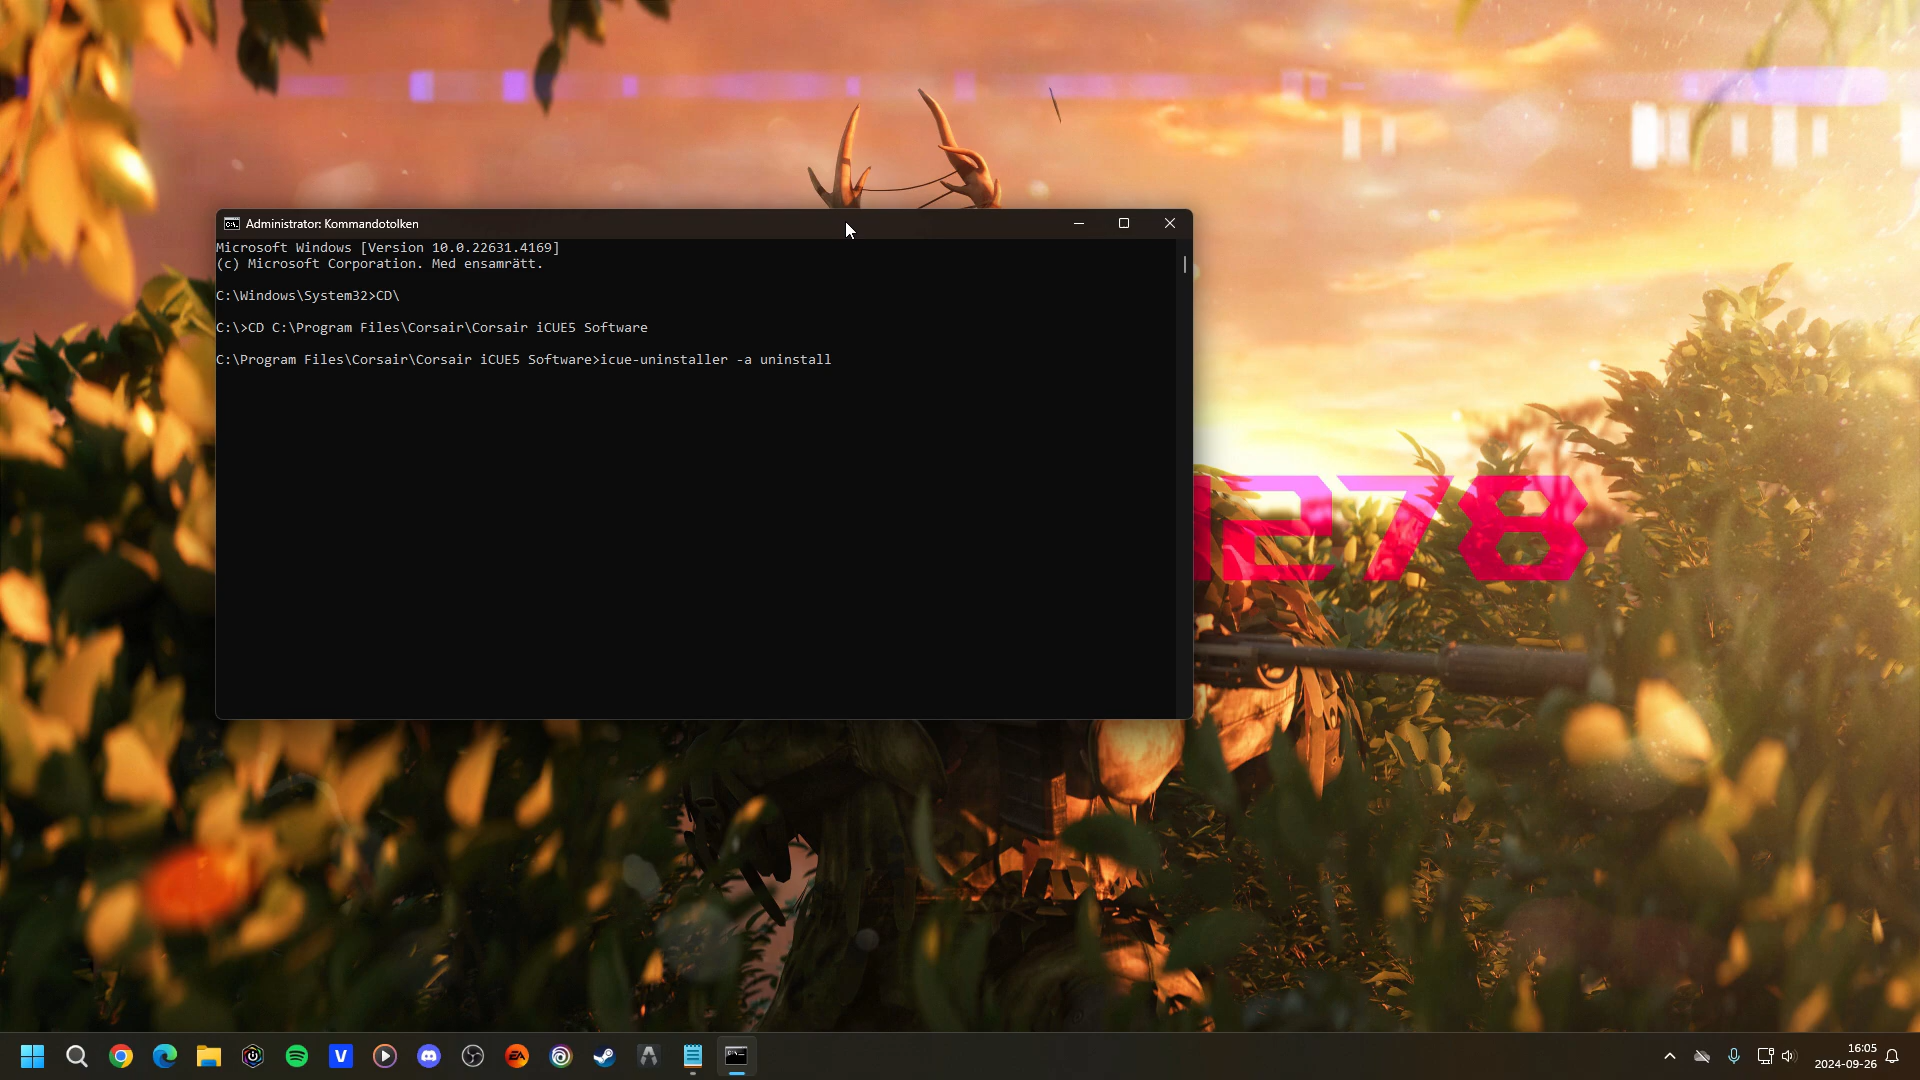 Administrator: Kommandotolken
Microsoft Windows [Version 10.0.22631.4169]
(c) Microsoft Corporation. Med ensamrätt.
C:\Windows\System32>CD\
C:\>CD C:\Program Files\Corsair\Corsair iCUE5 Software
C:\Program Files\Corsair\Corsair iCUE5 Software>icue-uninstaller -a uninstall
278
16:05
2024-09-26